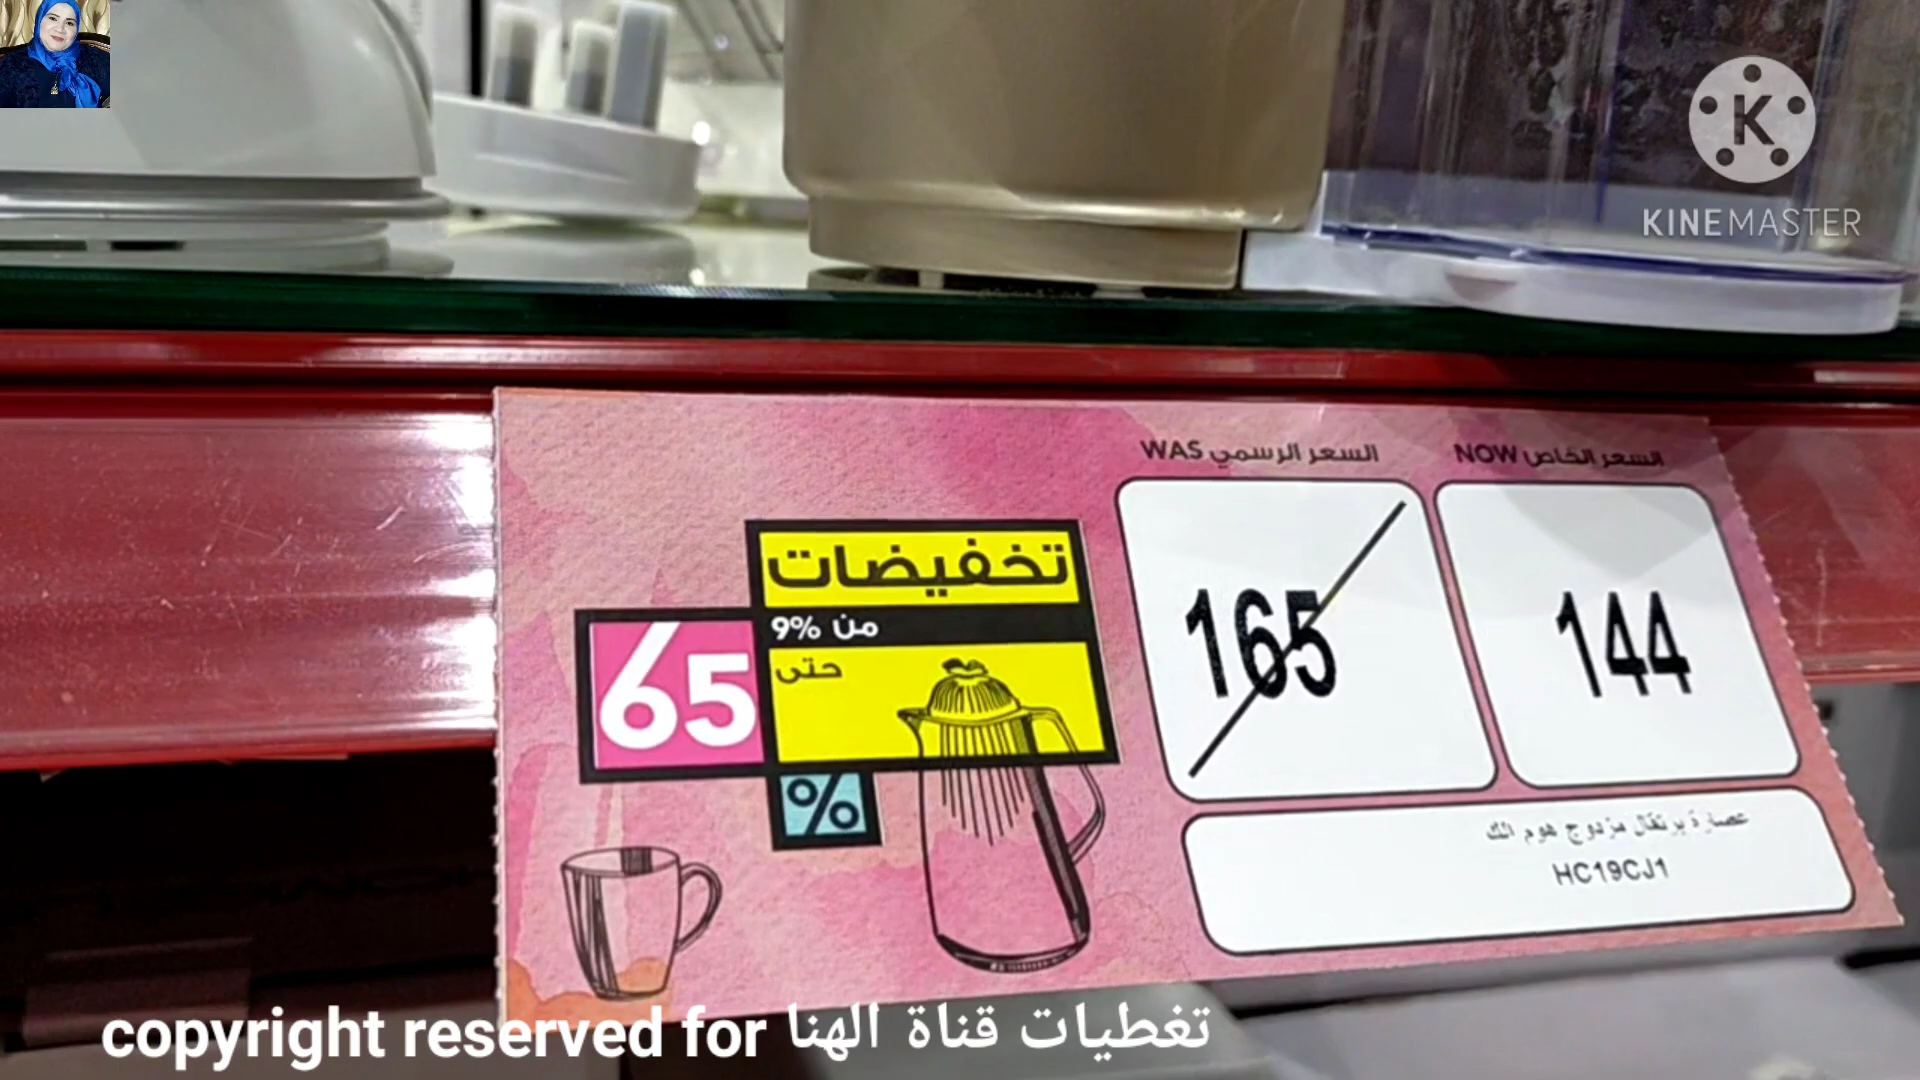 K
KINEMASTER
السعر الرسمي WAS
السعر الخاص NOW
تخفيضات
من 9%
حتى
65
%
165
144
عصارة برتقال مزدوج هوم الك
HC19CJ1
copyright reserved for تغطيات قناة الهنا